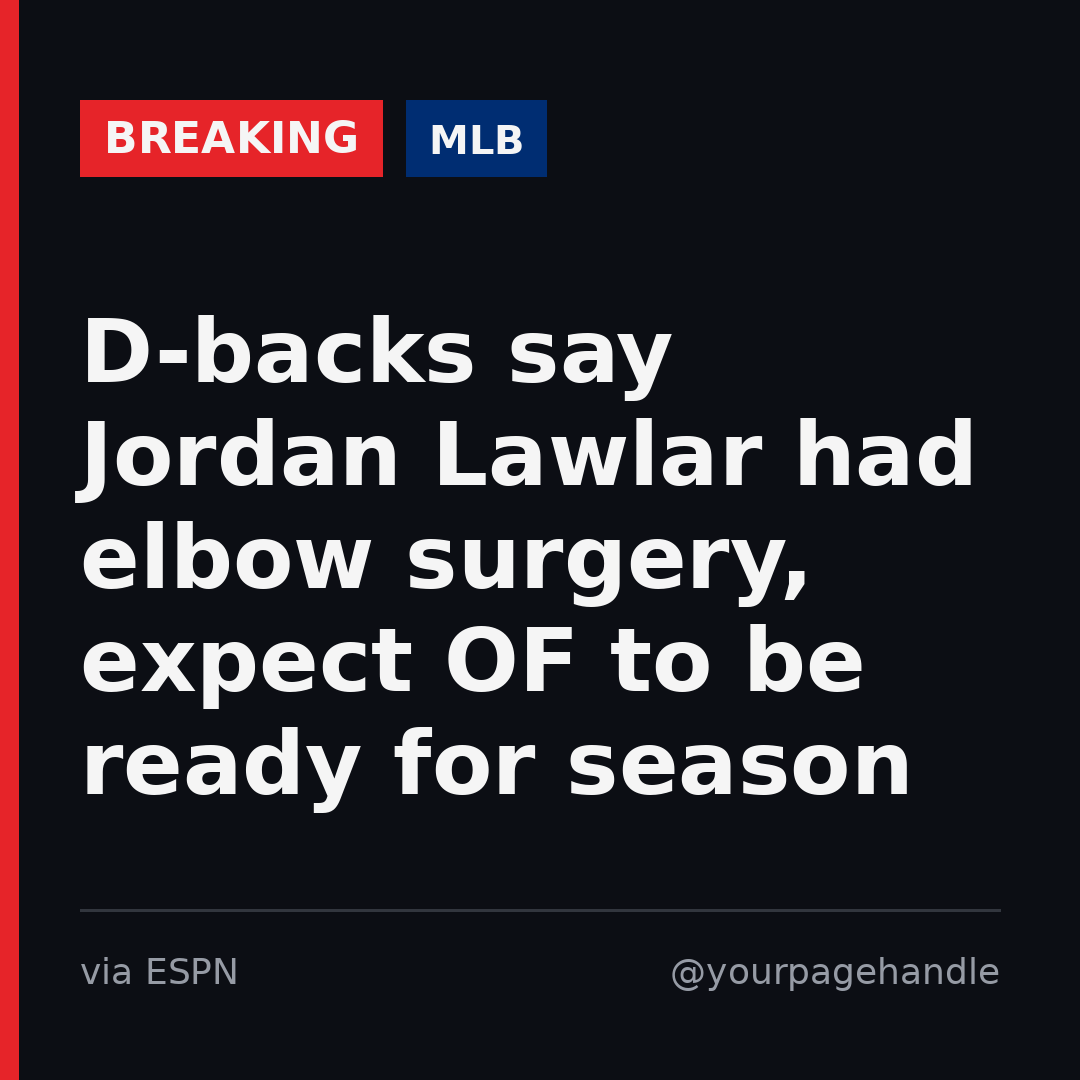 BREAKING MLB
D-backs say
Jordan Lawlar had
elbow surgery,
expect OF to be
ready for season
via ESPN @yourpagehandle